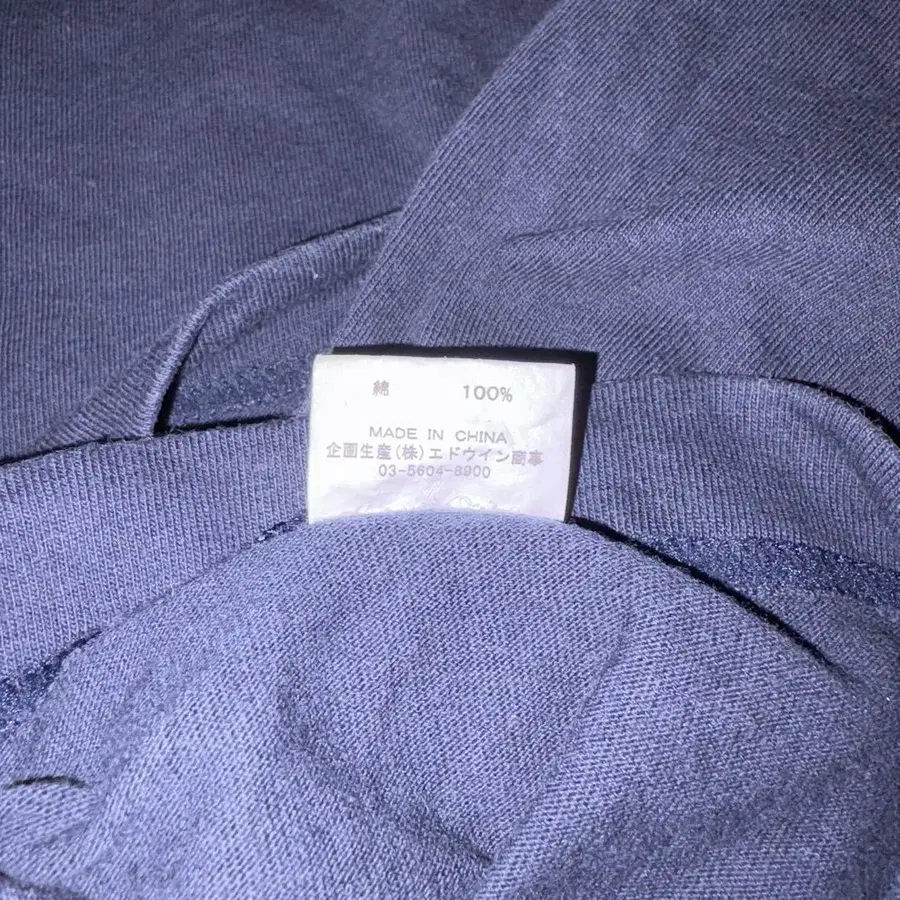 綿 100%
MADE IN CHINA
企画生産(株)エドウイン商事
03-5604-8900